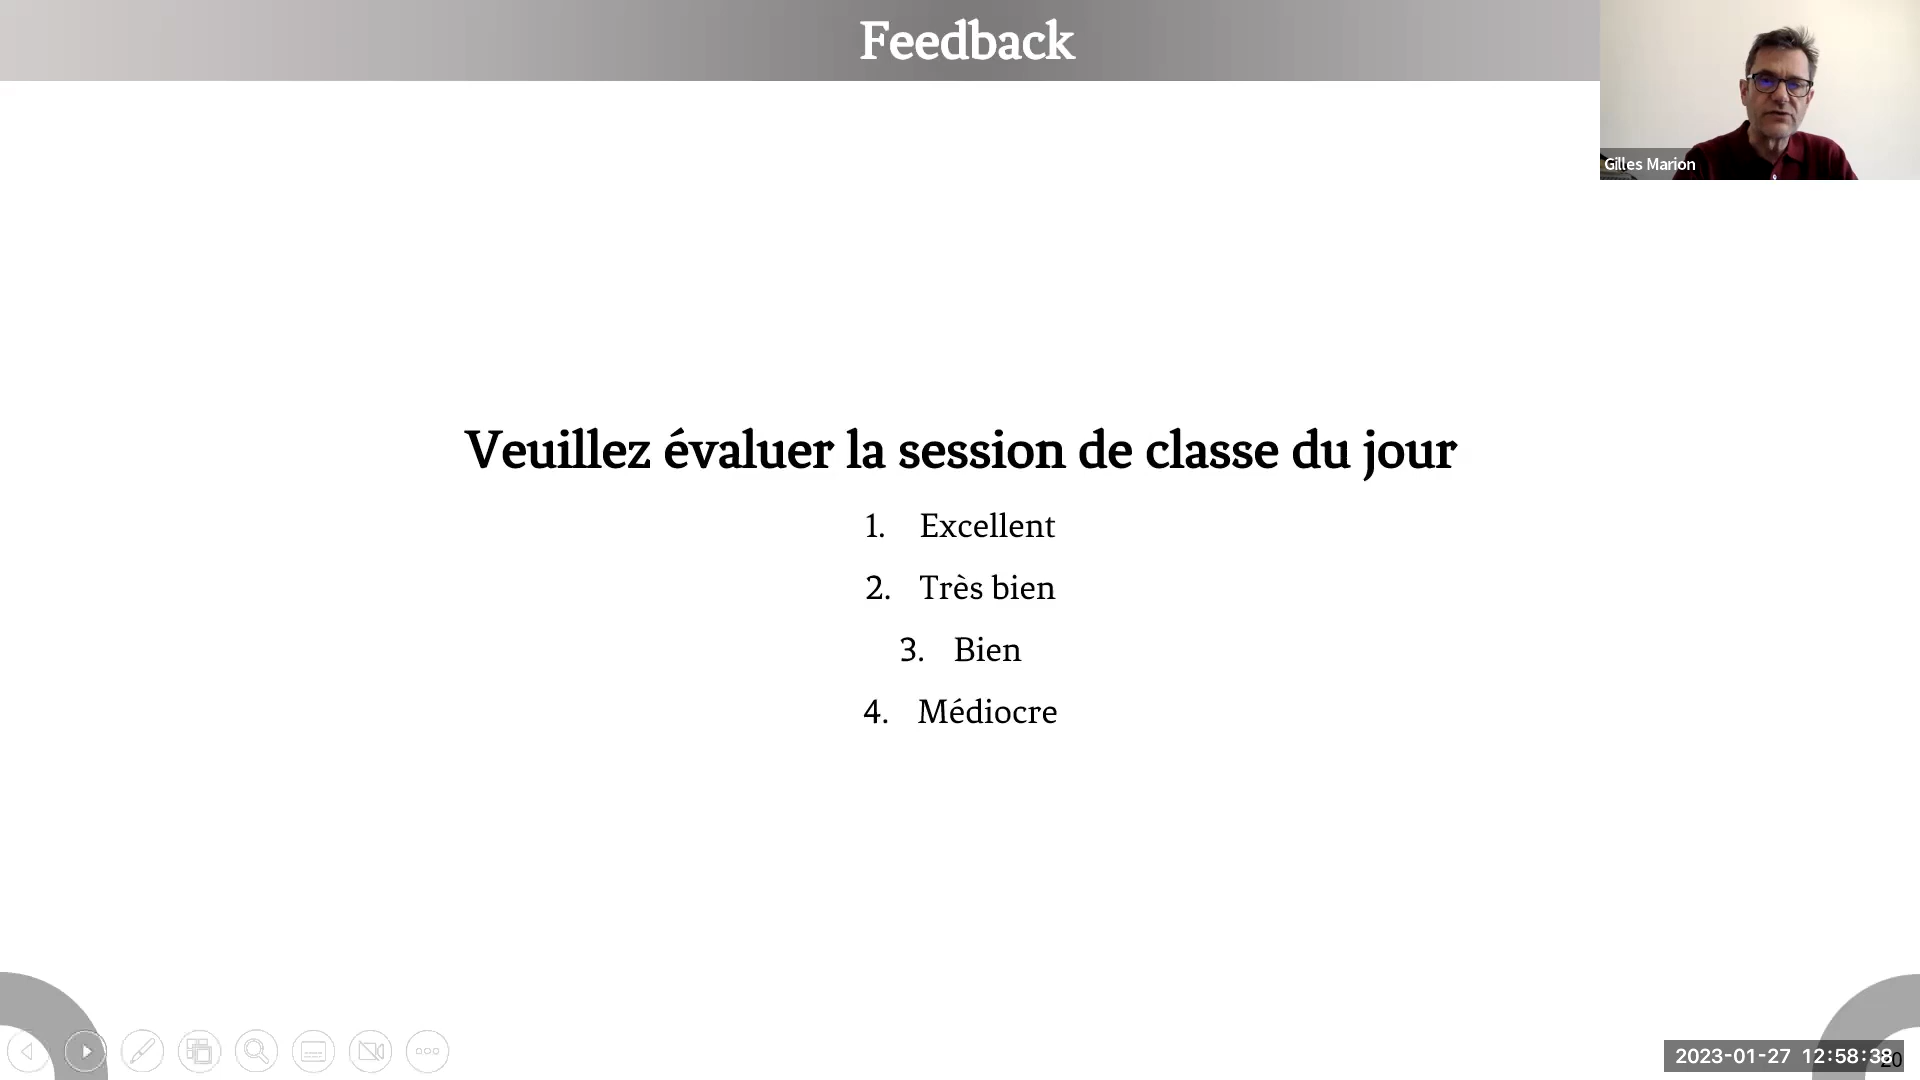 Feedback
Gilles Marion
Veuillez évaluer la session de classe du jour
1. Excellent
2. Très bien
3. Bien
4. Médiocre
2023-01-27 12:58:38
20